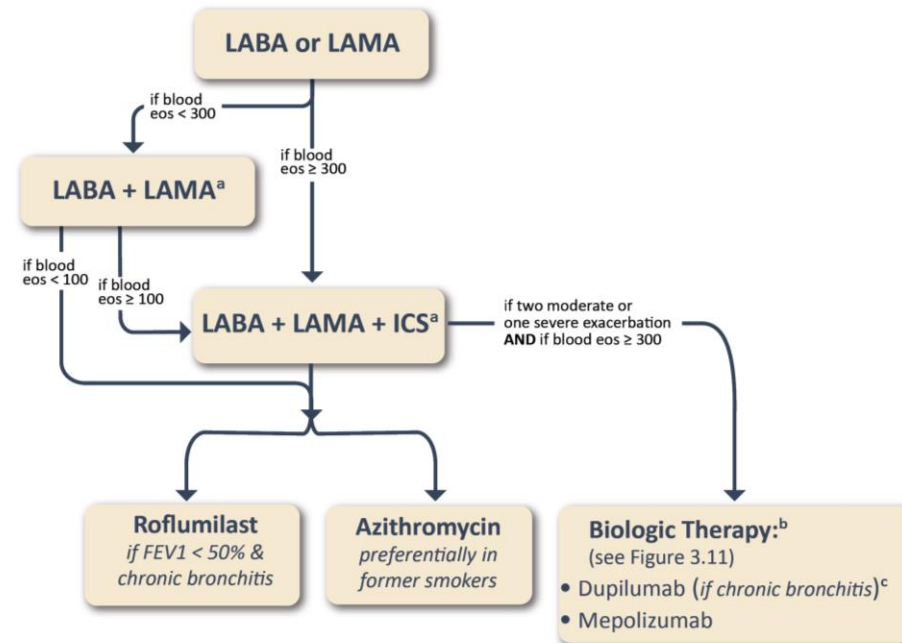 LABA or LAMA
if blood
eos < 300
if blood
eos ≥ 300
LABA + LAMAᵃ
if blood
eos < 100
if blood
eos ≥ 100
LABA + LAMA + ICSᵃ
if two moderate or
one severe exacerbation
AND if blood eos ≥ 300
Roflumilast
if FEV1 < 50% &
chronic bronchitis
Azithromycin
preferentially in
former smokers
Biologic Therapy:ᵇ
(see Figure 3.11)
• Dupilumab (if chronic bronchitis)ᶜ
• Mepolizumab